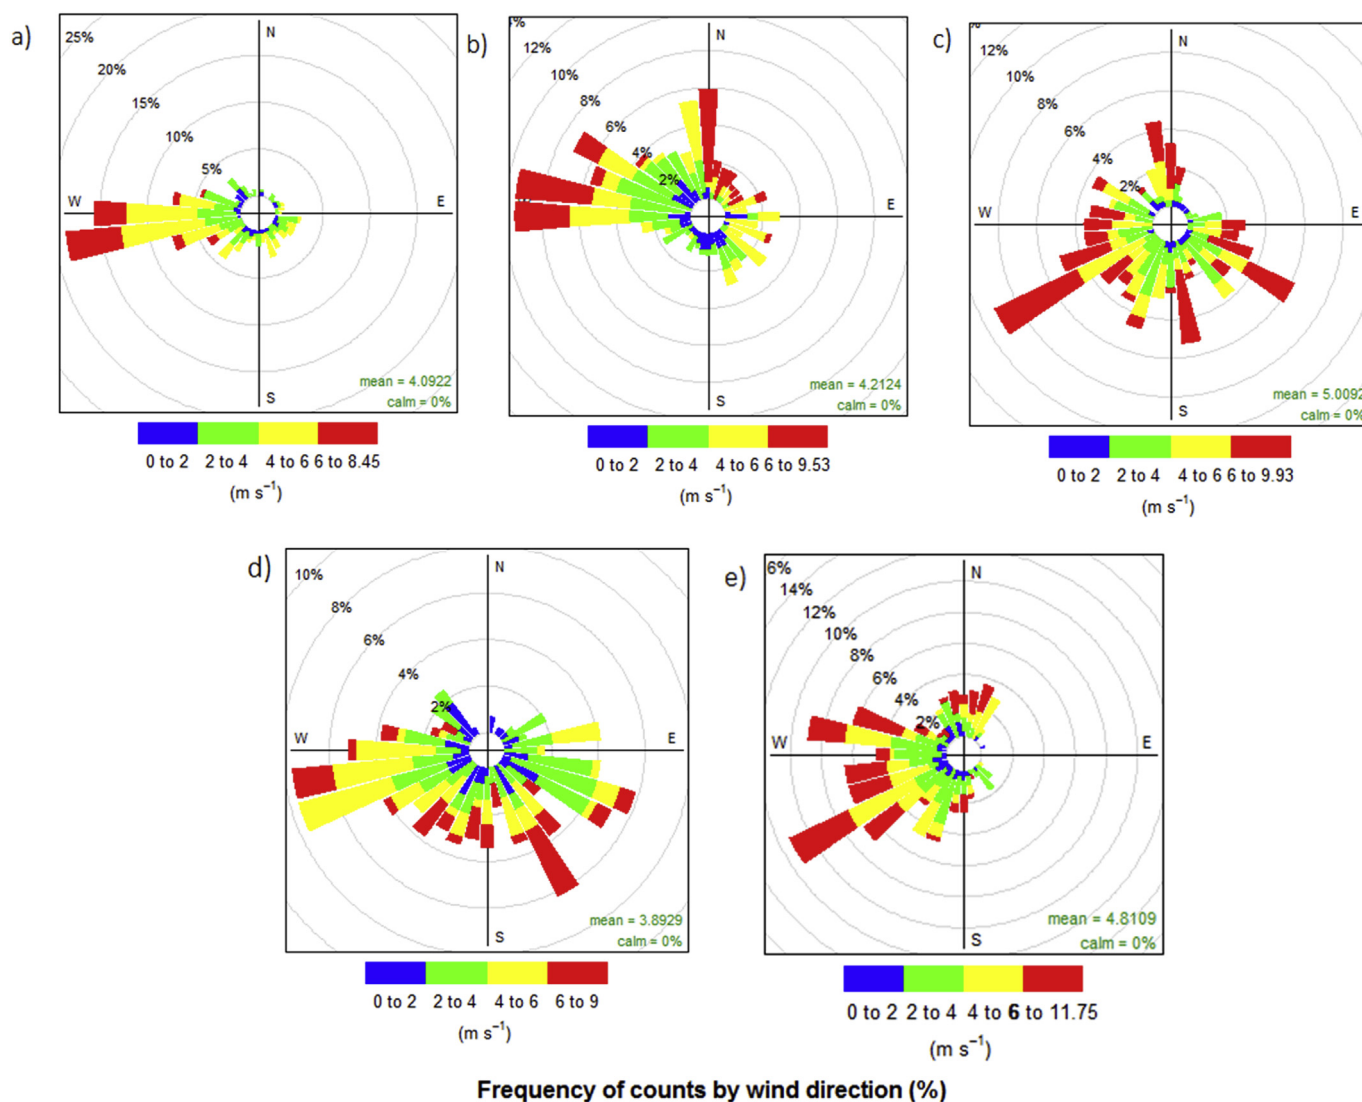 a)
25%
20%
15%
10%
5%
N
W
E
S
mean = 4.0922
calm = 0%
0 to 2 2 to 4 4 to 6 6 to 8.45
(m s⁻¹)
b)
12%
10%
8%
6%
4%
2%
N
E
S
mean = 4.2124
calm = 0%
0 to 2 2 to 4 4 to 6 6 to 9.53
(m s⁻¹)
c)
12%
10%
8%
6%
4%
2%
N
W
E
S
mean = 5.0092
calm = 0%
0 to 2 2 to 4 4 to 6 6 to 9.93
(m s⁻¹)
d)
10%
8%
6%
4%
2%
N
W
E
S
mean = 3.8929
calm = 0%
0 to 2 2 to 4 4 to 6 6 to 9
(m s⁻¹)
e)
6%
14%
12%
10%
8%
6%
4%
2%
N
W
E
S
mean = 4.8109
calm = 0%
0 to 2 2 to 4 4 to 6 to 11.75
(m s⁻¹)
Frequency of counts by wind direction (%)